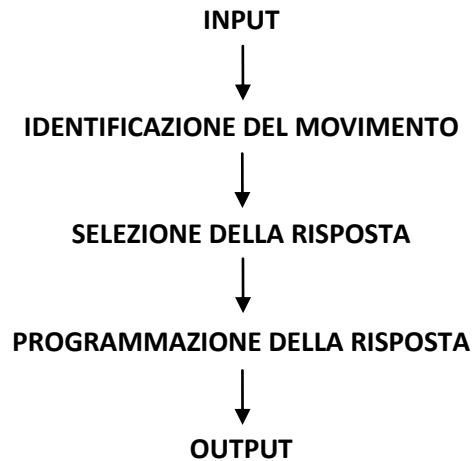 INPUT
IDENTIFICAZIONE DEL MOVIMENTO
SELEZIONE DELLA RISPOSTA
PROGRAMMAZIONE DELLA RISPOSTA
OUTPUT